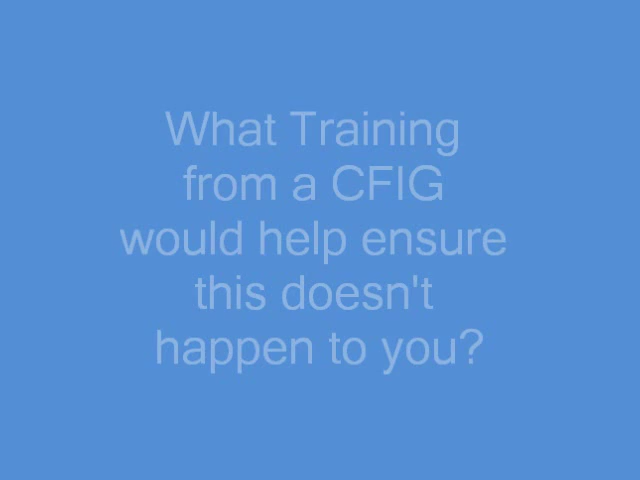 What Training
from a CFIG
would help ensure
this doesn't
happen to you?